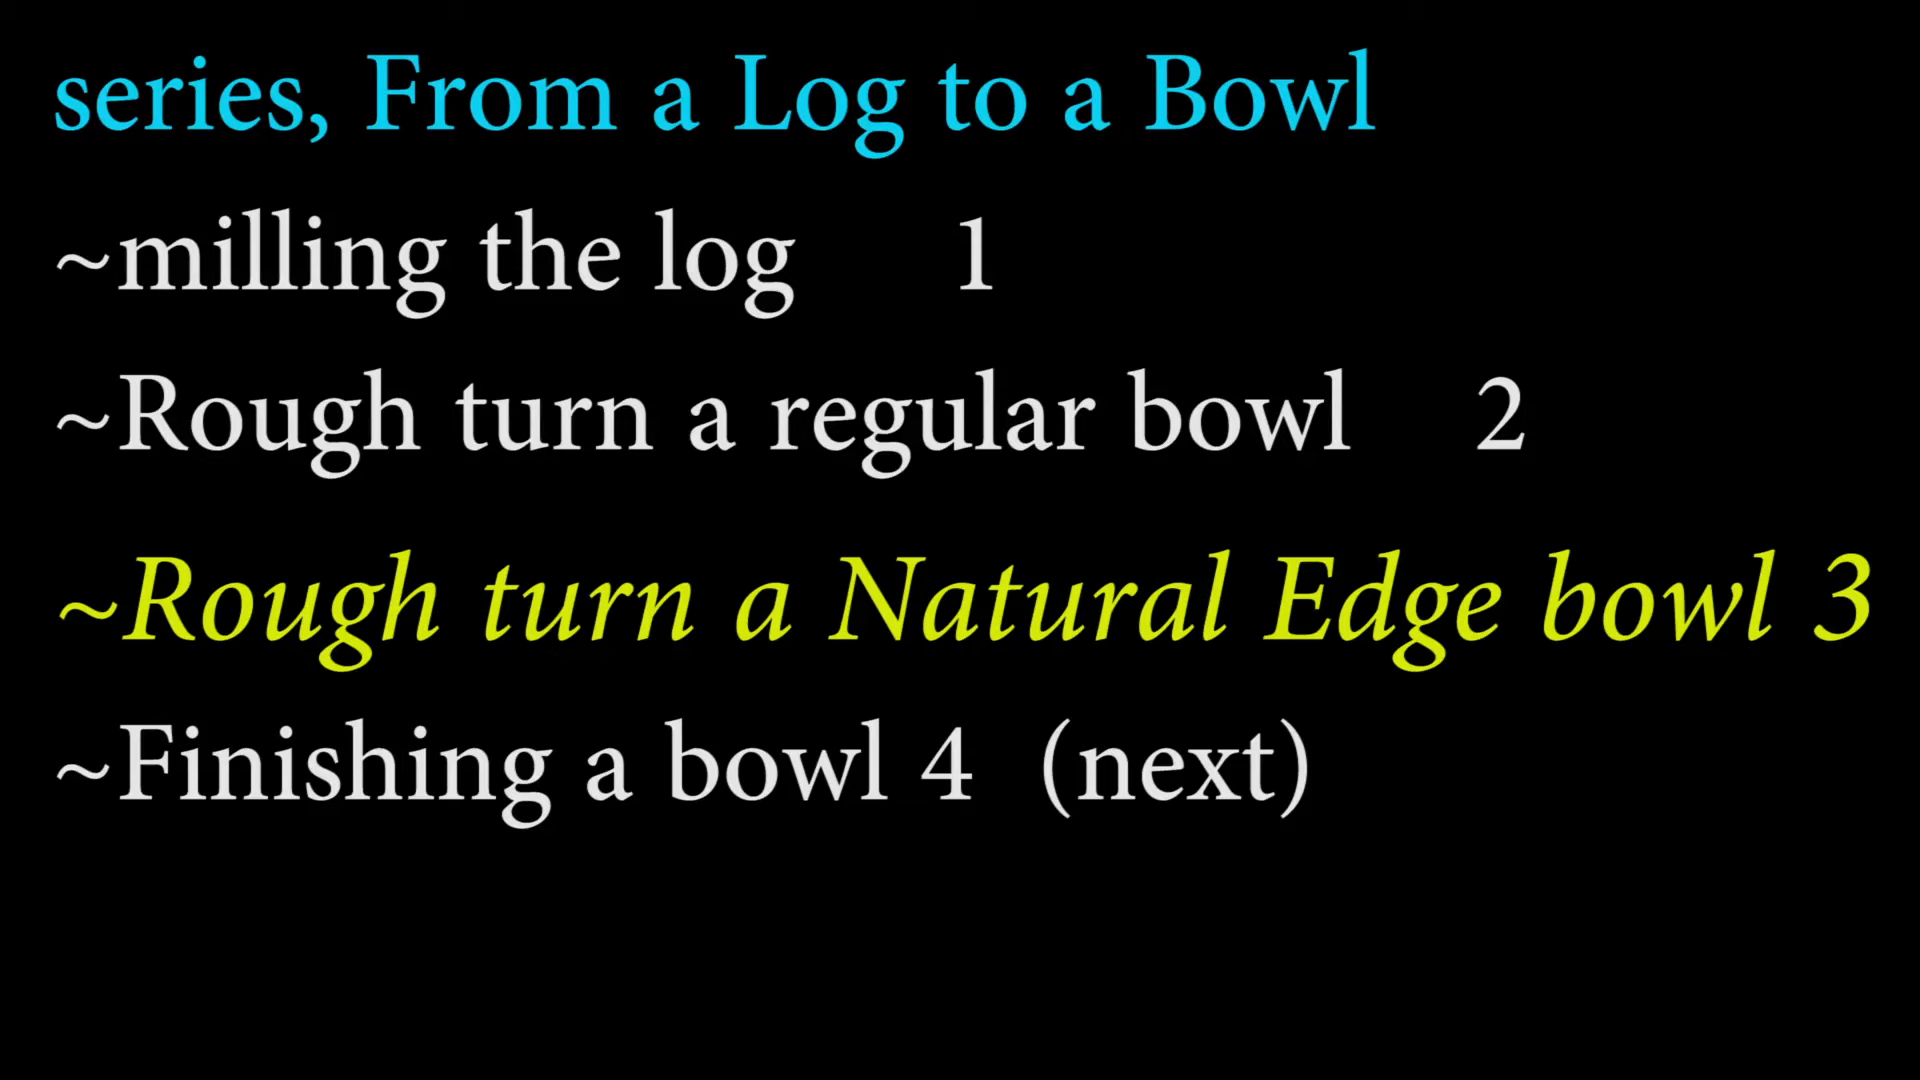 series, From a Log to a Bowl
~milling the log 1
~Rough turn a regular bowl 2
~Rough turn a Natural Edge bowl 3
~Finishing a bowl 4 (next)